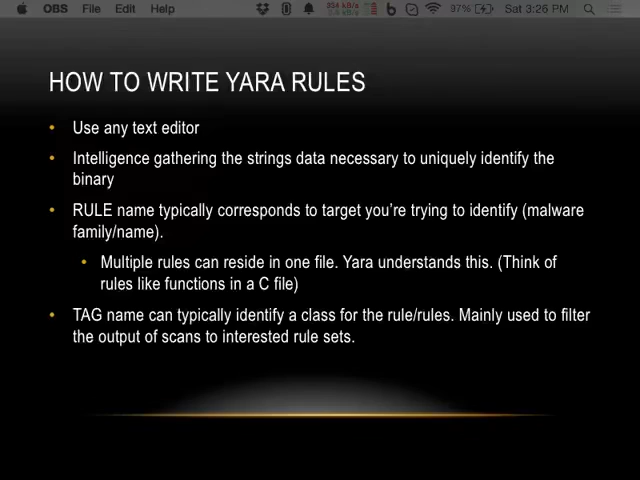 OBS File Edit Help 97% Sat 3:26 PM
HOW TO WRITE YARA RULES
• Use any text editor
• Intelligence gathering the strings data necessary to uniquely identify the
binary
• RULE name typically corresponds to target you're trying to identify (malware
family/name).
• Multiple rules can reside in one file. Yara understands this. (Think of
rules like functions in a C file)
• TAG name can typically identify a class for the rule/rules. Mainly used to filter
the output of scans to interested rule sets.